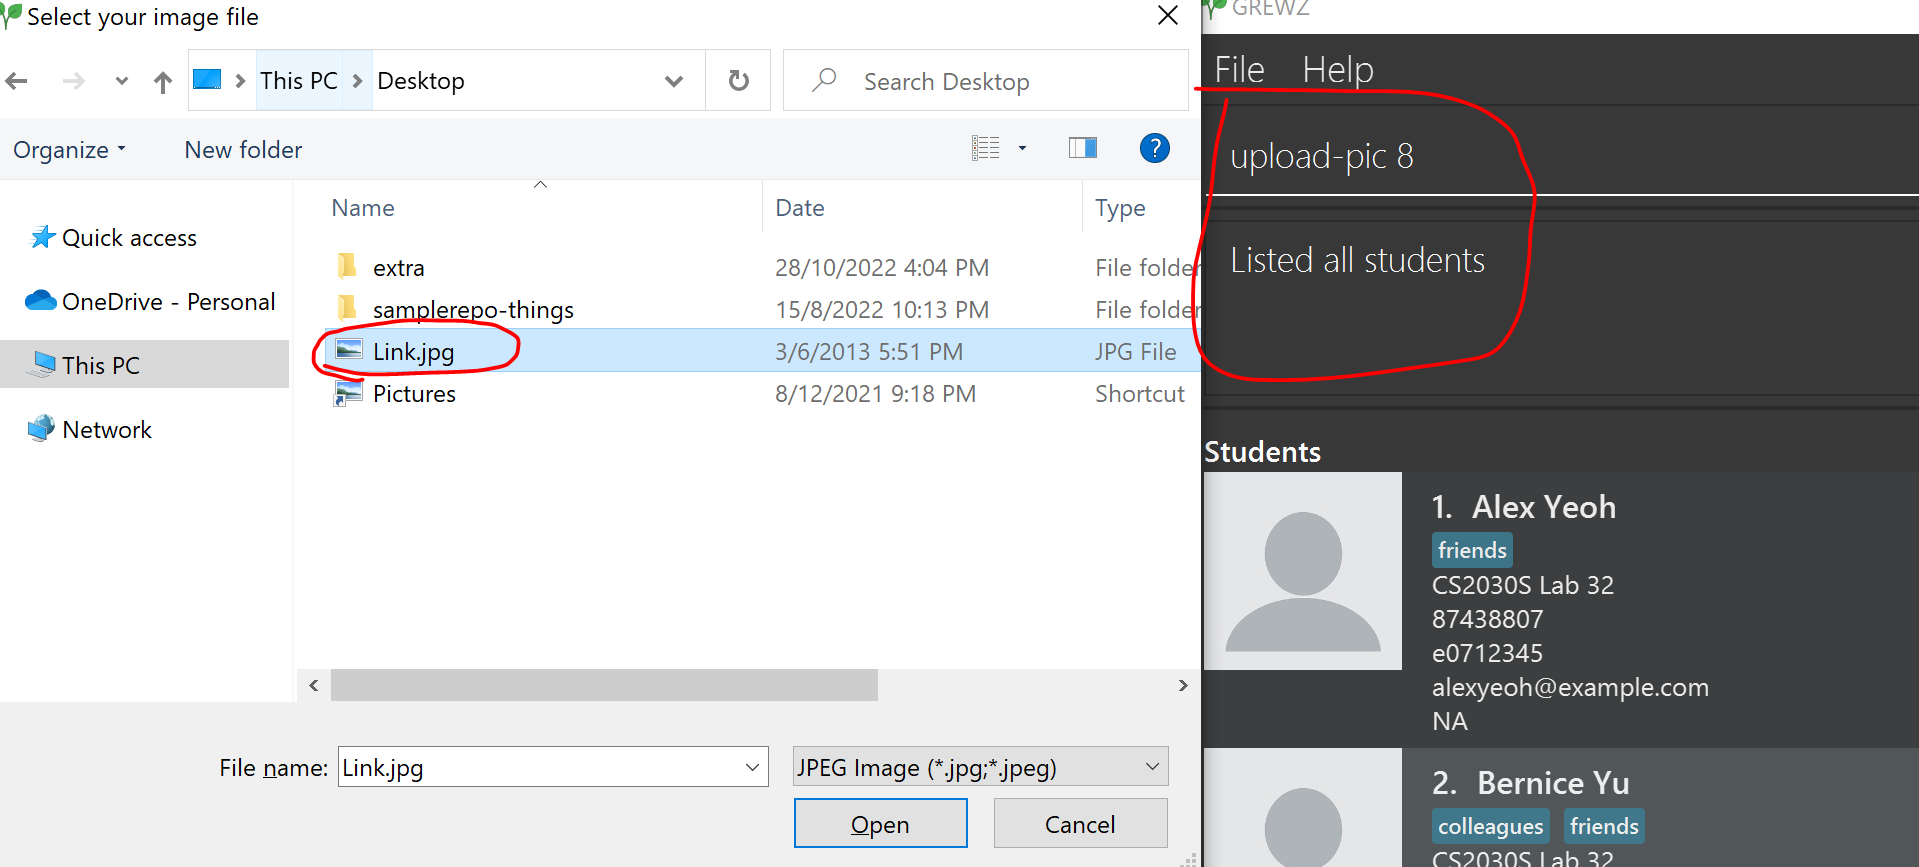 Select your image file
This PC
Desktop
Search Desktop
Organize
New folder
?
Name
Date
Type
Quick access
OneDrive - Personal
This PC
Network
extra
28/10/2022 4:04 PM
File folder
samplerepo-things
15/8/2022 10:13 PM
File folder
Link.jpg
3/6/2013 5:51 PM
JPG File
Pictures
8/12/2021 9:18 PM
Shortcut
File name:
Link.jpg
JPEG Image (*.jpg;*.jpeg)
Open
Cancel
GREWZ
File Help
upload-pic 8
Listed all students
Students
1. Alex Yeoh
friends
CS2030S Lab 32
87438807
e0712345
alexyeoh@example.com
NA
2. Bernice Yu
colleagues friends
CS2030S Lab 32